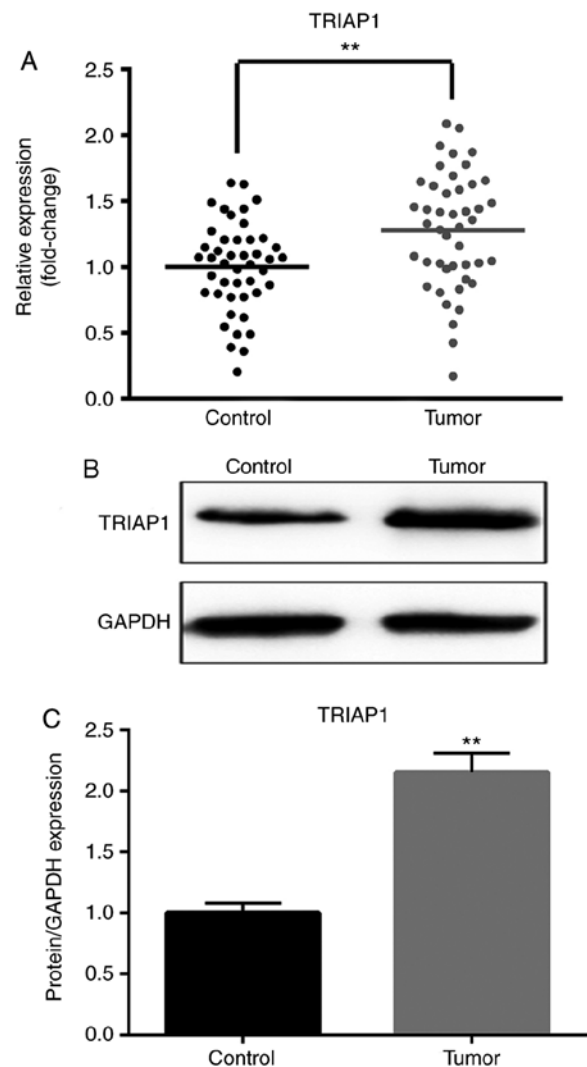 TRIAP1
A
**
2.5
2.0
1.5
1.0
0.5
0.0
Relative expression
(fold-change)
Control Tumor
B
Control Tumor
TRIAP1
GAPDH
C
TRIAP1
**
2.5
2.0
1.5
1.0
0.5
0.0
Protein/GAPDH expression
Control Tumor